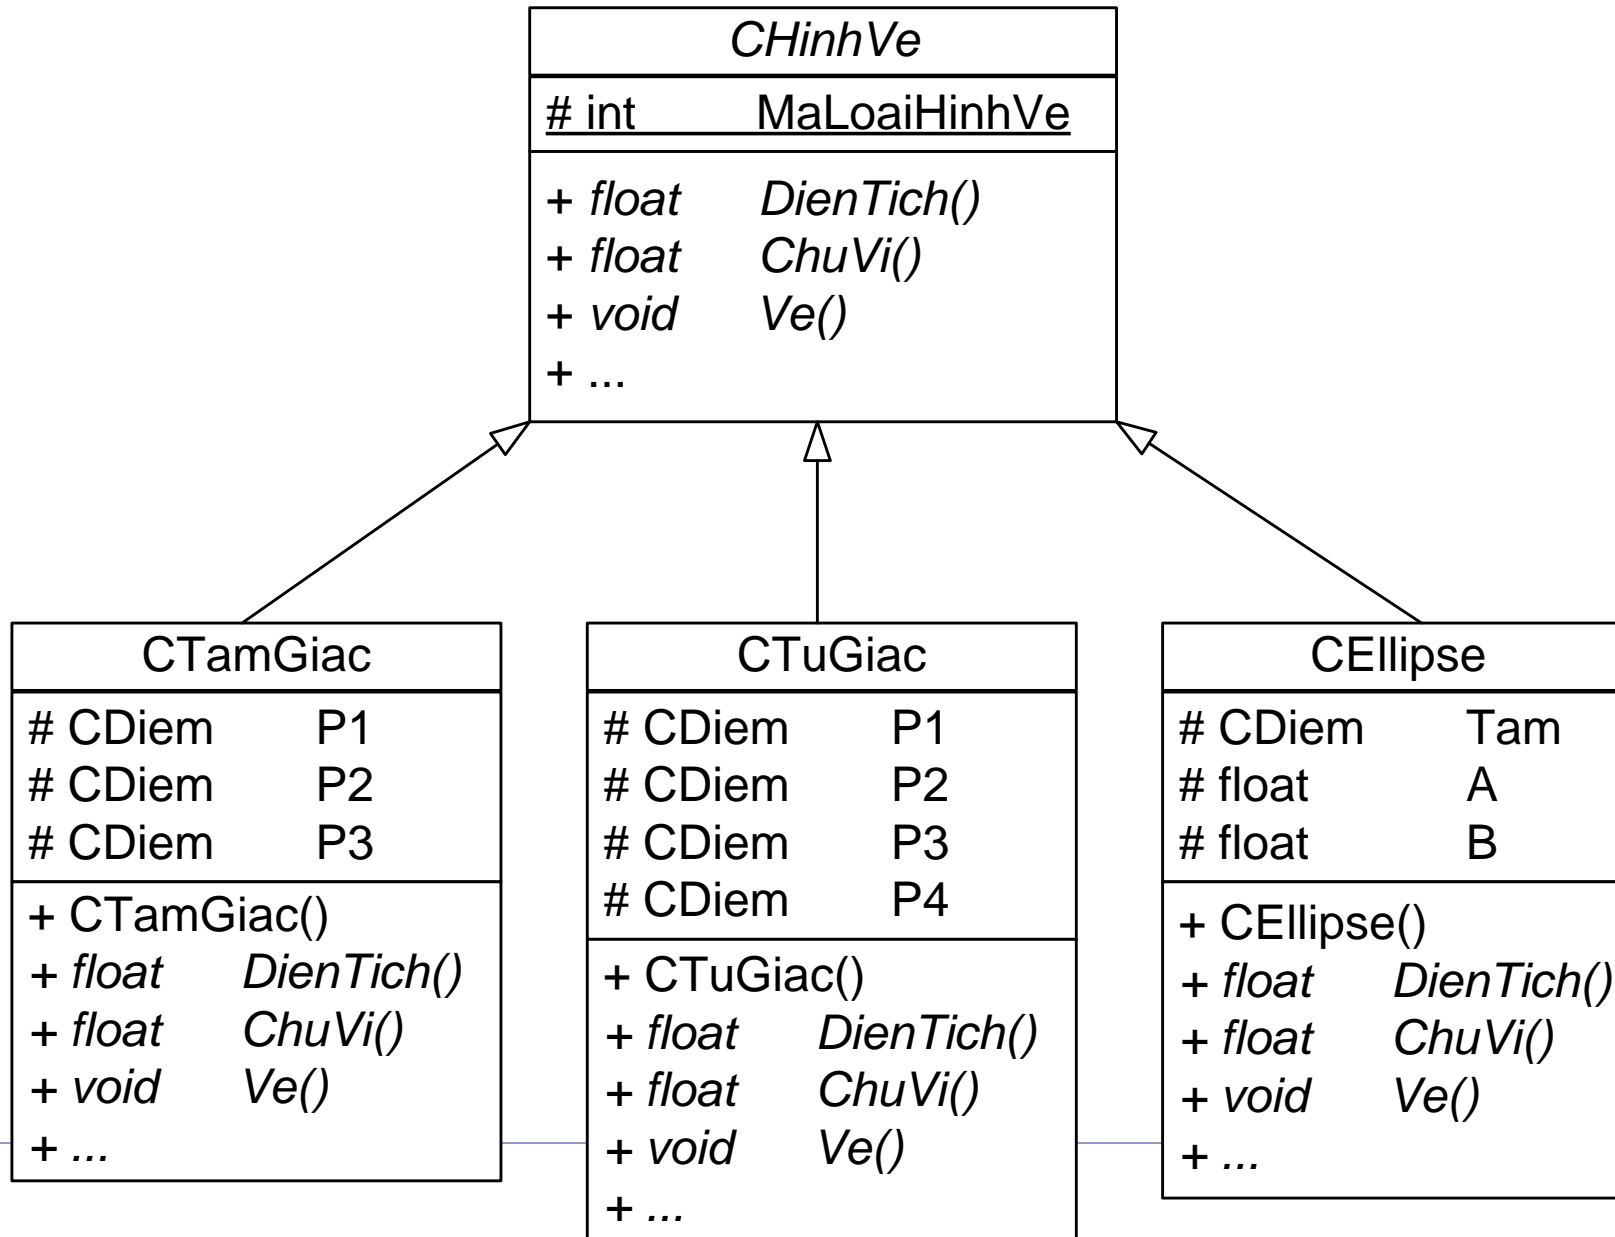 CHinhVe
# int MaLoaiHinhVe
+ float DienTich()
+ float ChuVi()
+ void Ve()
+ ...
CTamGiac
# CDiem P1
# CDiem P2
# CDiem P3
+ CTamGiac()
+ float DienTich()
+ float ChuVi()
+ void Ve()
+ ...
CTuGiac
# CDiem P1
# CDiem P2
# CDiem P3
# CDiem P4
+ CTuGiac()
+ float DienTich()
+ float ChuVi()
+ void Ve()
+ ...
CEllipse
# CDiem Tam
# float A
# float B
+ CEllipse()
+ float DienTich()
+ float ChuVi()
+ void Ve()
+ ...